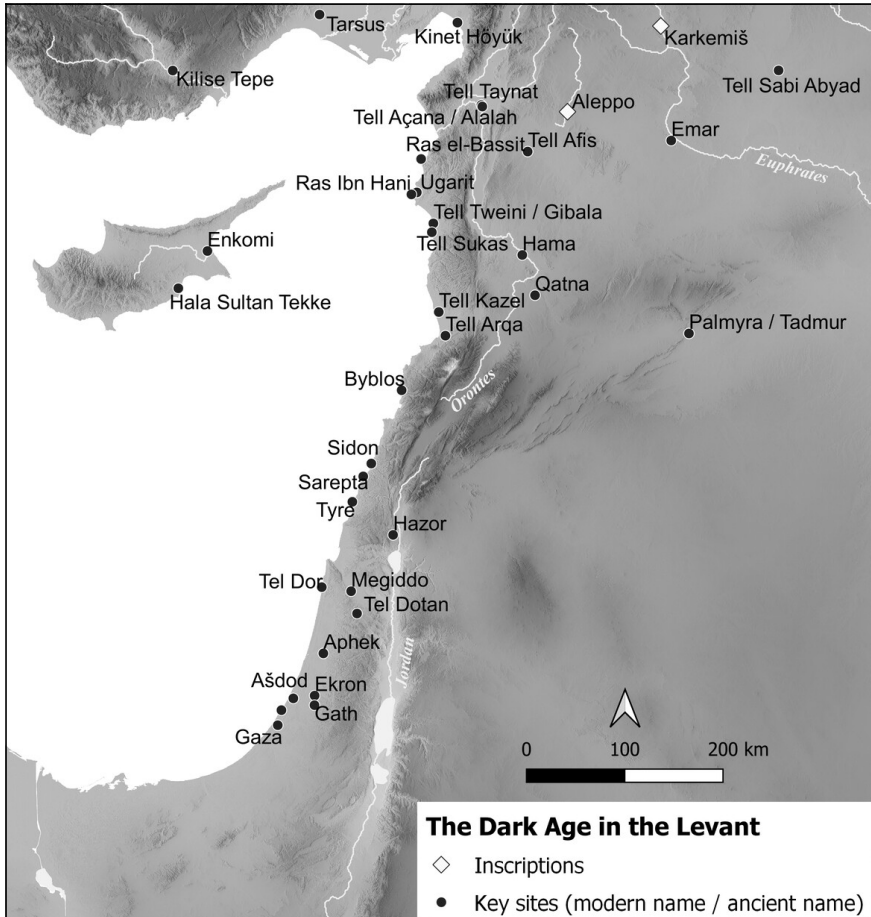 Tarsus
Kinet Höyük
Karkemiš
Kilise Tepe
Tell Sabi Abyad
Tell Taynat
Aleppo
Tell Açana / Alalah
Emar
Ras el-Bassit
Tell Afis
Euphrates
Ras Ibn Hani
Ugarit
Tell Tweini / Gibala
Enkomi
Tell Sukas
Hama
Hala Sultan Tekke
Qatna
Tell Kazel
Palmyra / Tadmur
Tell Arqa
Byblos
Orontes
Sidon
Sarepta
Tyre
Hazor
Tel Dor
Megiddo
Tel Dotan
Aphek
Jordan
Ašdod
Ekron
Gath
Gaza
0 100 200 km
The Dark Age in the Levant
Inscriptions
Key sites (modern name / ancient name)